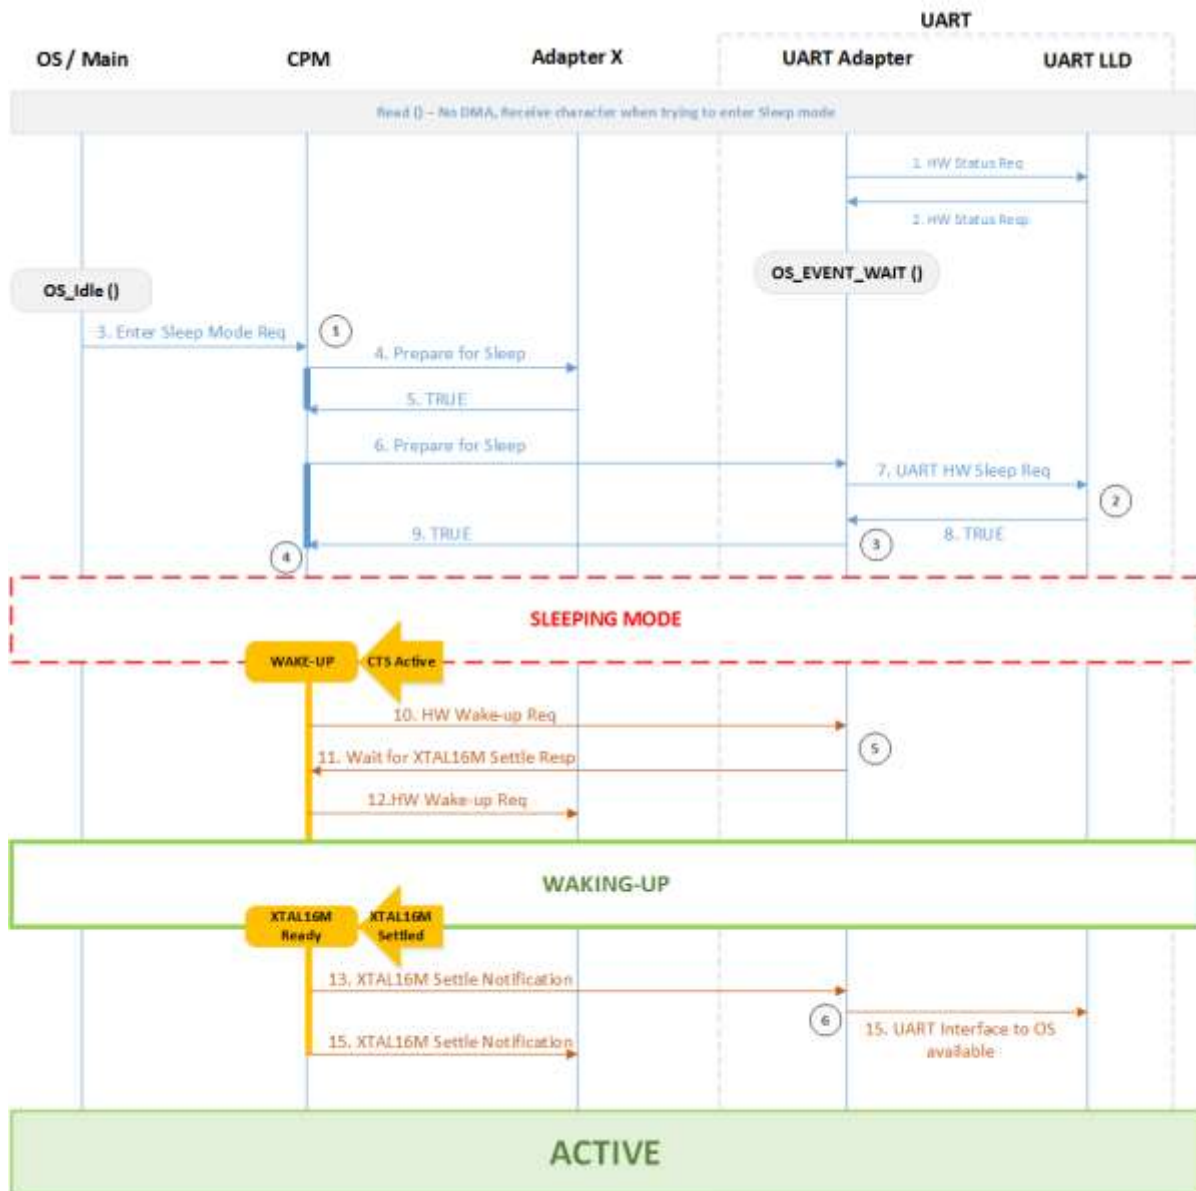 UART
OS / Main
CPM
Adapter X
UART Adapter
UART LLD
Read () – No DMA, Receive character when trying to enter Sleep mode
1. HW Status Req
2. HW Status Resp
OS_EVENT_WAIT ()
OS_Idle ()
3. Enter Sleep Mode Req
1
4. Prepare for Sleep
5. TRUE
6. Prepare for Sleep
7. UART HW Sleep Req
2
9. TRUE
8. TRUE
3
4
SLEEPING MODE
WAKE-UP
CTS Active
10. HW Wake-up Req
5
11. Wait for XTAL16M Settle Resp
12.HW Wake-up Req
WAKING-UP
XTAL16M
Ready
XTAL16M
Settled
13. XTAL16M Settle Notification
6
15. UART Interface to OS
available
15. XTAL16M Settle Notification
ACTIVE